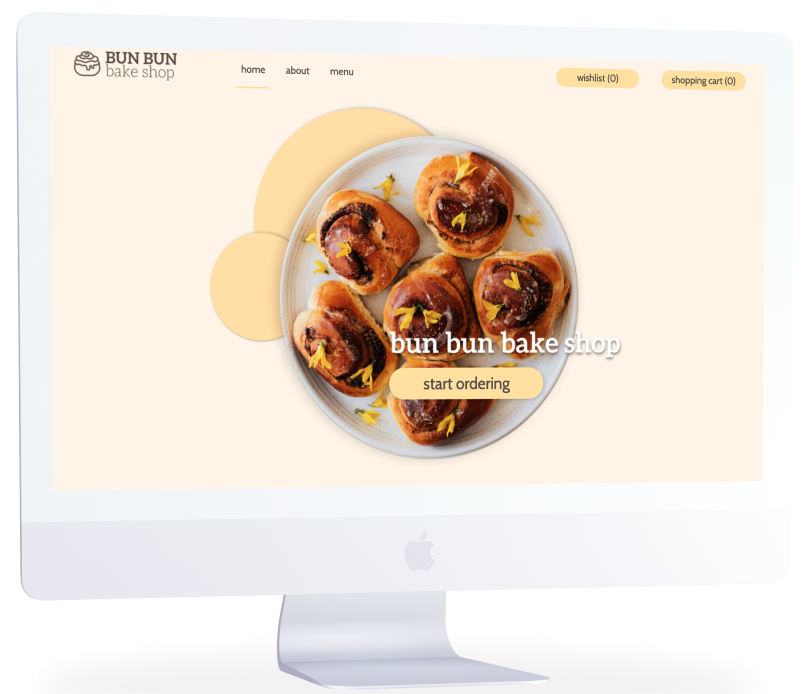 BUN BUN
bake shop
home about menu
wishlist (0) shopping cart (0)
bun bun bake shop
start ordering